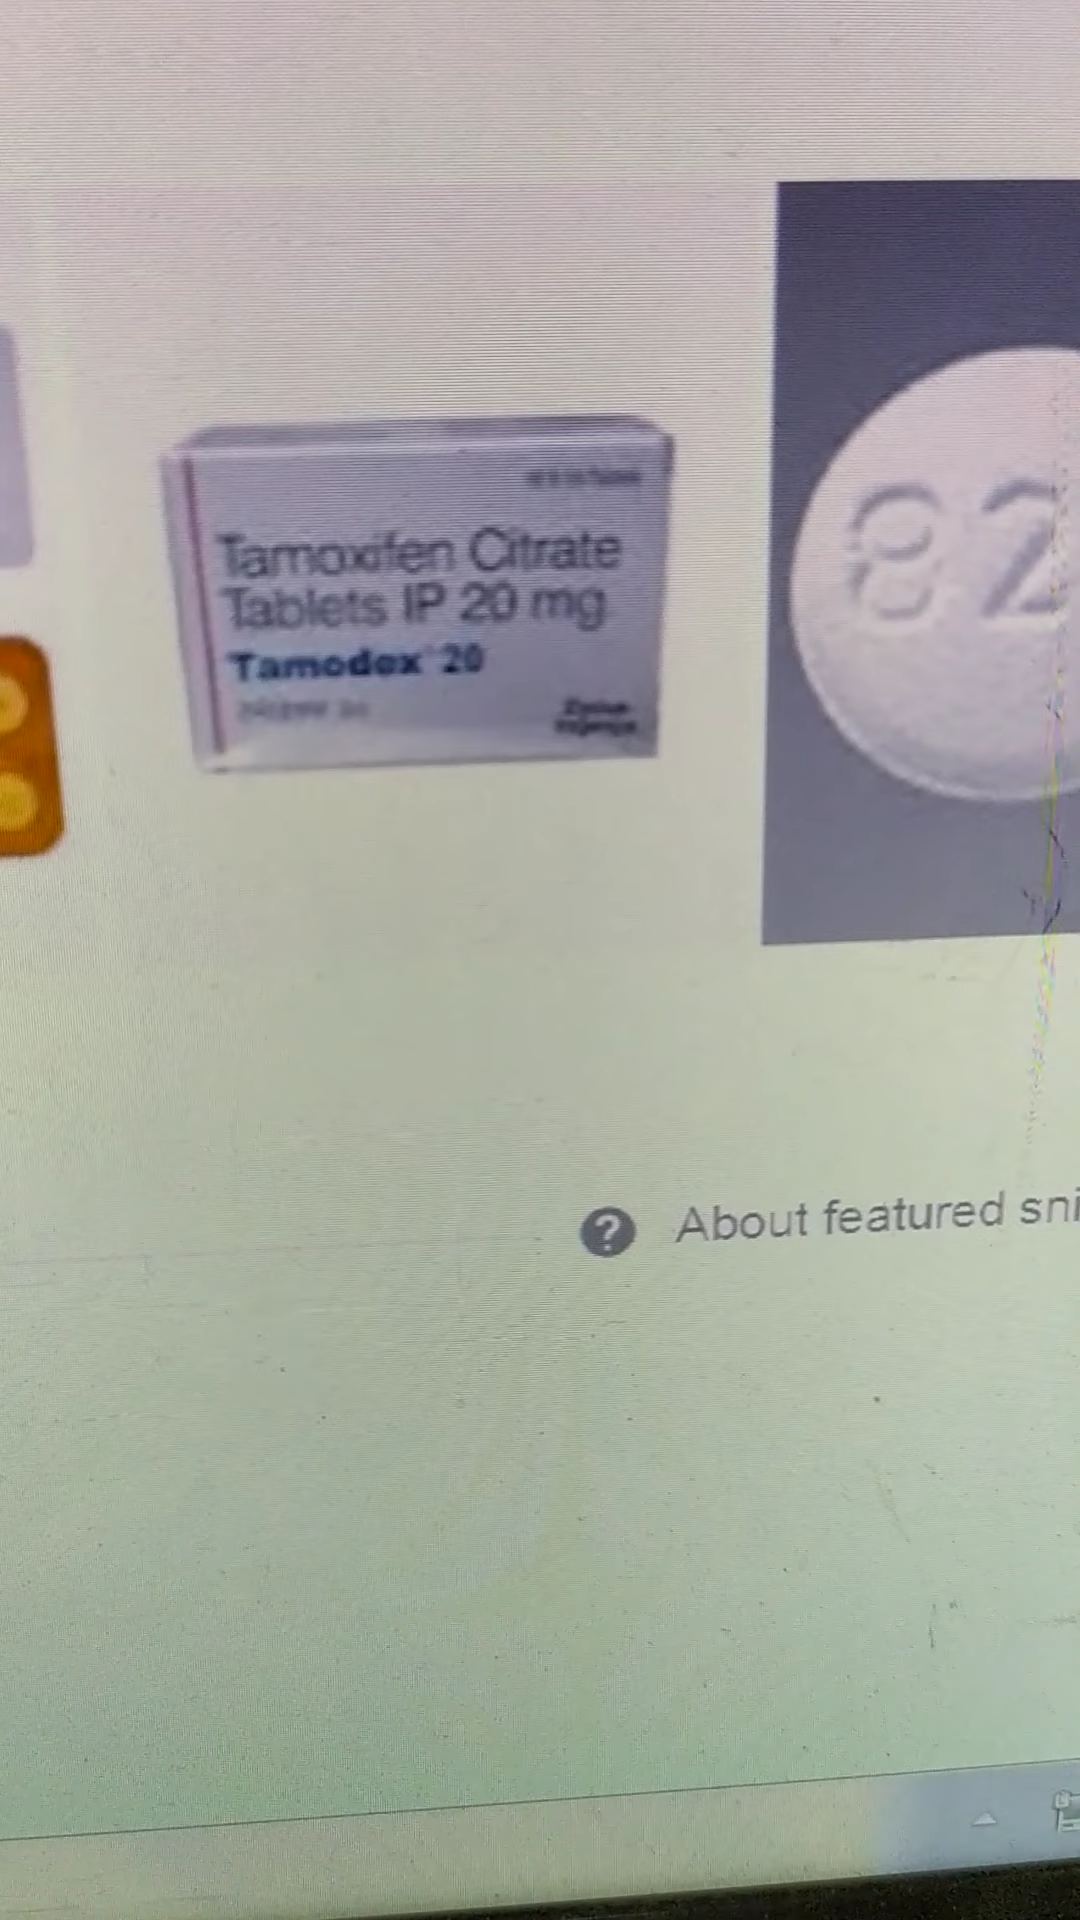 Tamoxifen Citrate
Tablets IP 20 mg
Tamodex 20
82
About featured sni